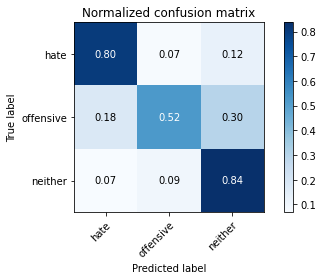 Normalized confusion matrix
True label
hate 0.80 0.07 0.12
offensive 0.18 0.52 0.30
neither 0.07 0.09 0.84
hate offensive neither
Predicted label
0.8
0.7
0.6
0.5
0.4
0.3
0.2
0.1